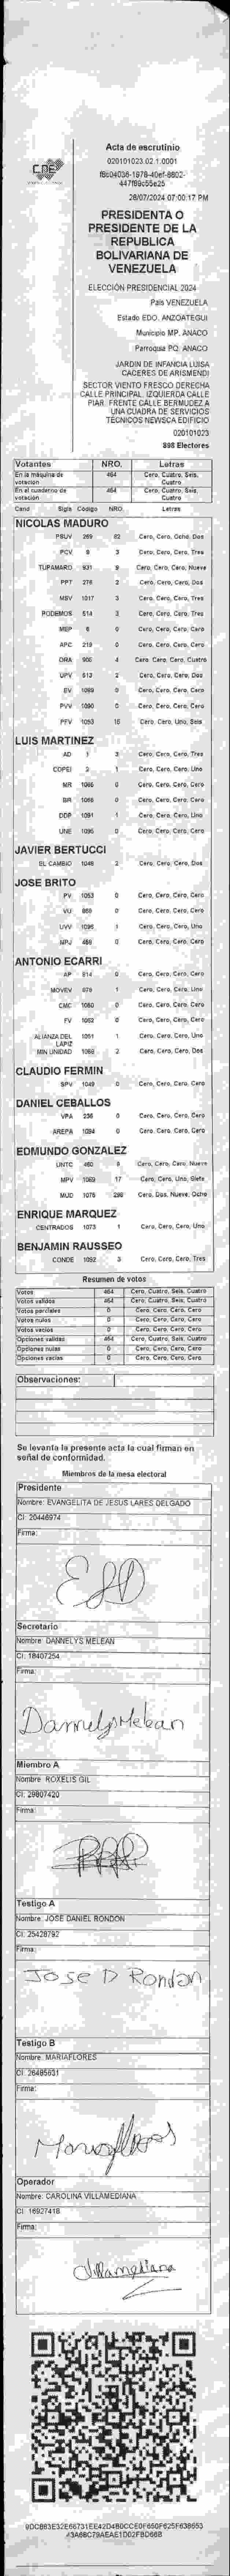 CNE
Acta de escrutinio
020101023.02.1.0001
28/07/2024 07:00:17 PM
PRESIDENTA O
PRESIDENTE DE LA
REPUBLICA
BOLIVARIANA DE
VENEZUELA
ELECCIÓN PRESIDENCIAL 2024
País VENEZUELA
Estado EDO. ANZOATEGUI
Municipio MP. ANACO
Parroquia PQ. ANACO
JARDIN DE INFANCIA LUISA
CACERES DE ARISMENDI
SECTOR VIENTO FRESCO DERECHA
CALLE PRINCIPAL. IZQUIERDA CALLE
PIAR. FRENTE CALLE BERMUDEZ A
UNA CUADRA DE SERVICIOS
TECNICOS NEWSCA EDIFICIO
020101023
898 Electores
Votantes NRO. Letras
En la máquina de votación 464 Cero, Cuatro, Seis, Cuatro
En el cuaderno de votación 464 Cero, Cuatro, Seis, Cuatro
Cand Sigla Código NRO. Letras
NICOLAS MADURO
PSUV 269 82 Cero, Cero, Ocho, Dos
PCV 8 3 Cero, Cero, Cero, Tres
TUPAMARO 931 9 Cero, Cero, Cero, Nueve
PPT 276 2 Cero, Cero, Cero, Dos
MSV 1017 3 Cero, Cero, Cero, Tres
PODEMOS 514 3 Cero, Cero, Cero, Tres
MEP 6 0 Cero, Cero, Cero, Cero
APC 219 0 Cero, Cero, Cero, Cero
ORA 906 4 Cero, Cero, Cero, Cuatro
UPV 612 2 Cero, Cero, Cero, Dos
EV 1089 0 Cero, Cero, Cero, Cero
PVV 1090 0 Cero, Cero, Cero, Cero
PFV 1093 16 Cero, Cero, Uno, Seis
LUIS MARTINEZ
AD 1 3 Cero, Cero, Cero, Tres
COPEI 2 1 Cero, Cero, Cero, Uno
MR 1065 0 Cero, Cero, Cero, Cero
BR 1066 0 Cero, Cero, Cero, Cero
DDP 1091 1 Cero, Cero, Cero, Uno
UNE 1095 0 Cero, Cero, Cero, Cero
JAVIER BERTUCCI
EL CAMBIO 1048 2 Cero, Cero, Cero, Dos
JOSE BRITO
PV 1053 0 Cero, Cero, Cero, Cero
VU 868 0 Cero, Cero, Cero, Cero
UVV 1096 1 Cero, Cero, Cero, Uno
MPJ 486 0 Cero, Cero, Cero, Cero
ANTONIO ECARRI
AP 914 0 Cero, Cero, Cero, Cero
MOVEV 979 1 Cero, Cero, Cero, Uno
CMC 1060 0 Cero, Cero, Cero, Cero
FV 1052 0 Cero, Cero, Cero, Cero
ALIANZA DEL LAPIZ 1051 1 Cero, Cero, Cero, Uno
MIN UNIDAD 1068 2 Cero, Cero, Cero, Dos
CLAUDIO FERMIN
SPV 1049 0 Cero, Cero, Cero, Cero
DANIEL CEBALLOS
VPA 236 0 Cero, Cero, Cero, Cero
AREPA 1094 0 Cero, Cero, Cero, Cero
EDMUNDO GONZALEZ
UNTC 460 9 Cero, Cero, Cero, Nueve
MPV 1069 17 Cero, Cero, Uno, Siete
MUD 1075 298 Cero, Dos, Nueve, Ocho
ENRIQUE MARQUEZ
CENTRADOS 1073 1 Cero, Cero, Cero, Uno
BENJAMIN RAUSSEO
CONDE 1092 3 Cero, Cero, Cero, Tres
Resumen de votos
Votos 464 Cero, Cuatro, Seis, Cuatro
Votos válidos 464 Cero, Cuatro, Seis, Cuatro
Votos parciales 0 Cero, Cero, Cero, Cero
Votos nulos 0 Cero, Cero, Cero, Cero
Votos vacíos 0 Cero, Cero, Cero, Cero
Opciones válidas 464 Cero, Cuatro, Seis, Cuatro
Opciones nulas 0 Cero, Cero, Cero, Cero
Opciones vacías 0 Cero, Cero, Cero, Cero
Observaciones:
Se levanta la presente acta la cual firman en
señal de conformidad.
Miembros de la mesa electoral
Presidente
Nombre: EVANGELITA DE JESUS LARES DELGADO
CI: 20446974
Firma:
Secretario
Nombre: DANNELYS MELEAN
CI: 18407254
Firma:
Dannelys Melean
Miembro A
Nombre: ROXELIS GIL
CI: 29807420
Firma:
Testigo A
Nombre: JOSE DANIEL RONDON
CI: 25428792
Firma:
Jose D Rondon
Testigo B
Nombre: MARIAFLORES
CI: 26485631
Firma:
Operador
Nombre: CAROLINA VILLAMEDIANA
CI: 16927418
Firma:
CVillamediana